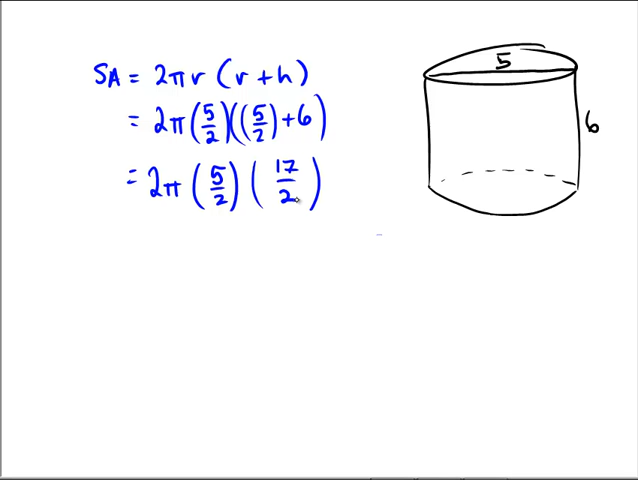 SA = 2πr (r + h)
= 2π(5/2)((5/2)+6)
= 2π(5/2)(17/2)
5
6